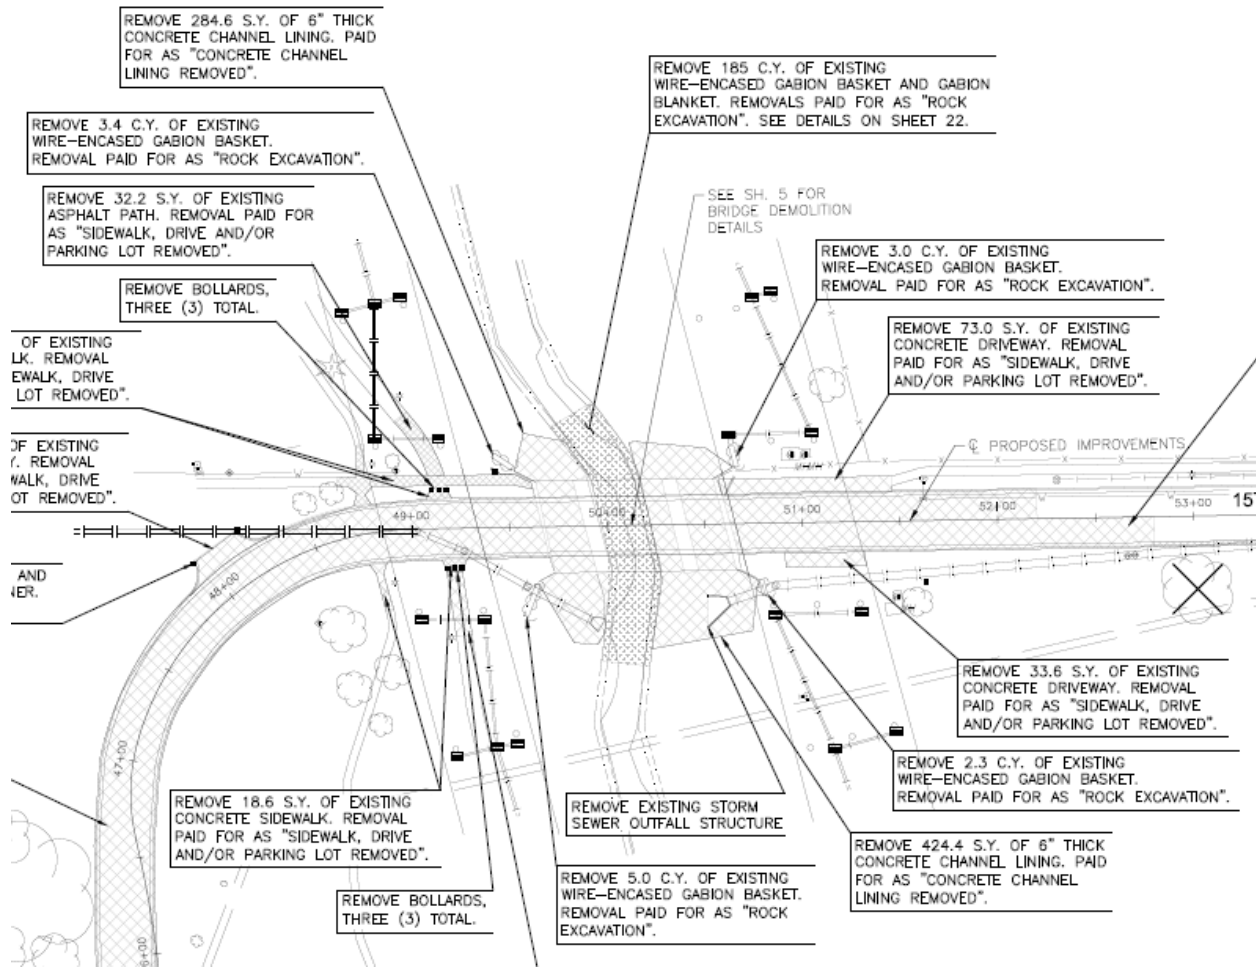 REMOVE 284.6 S.Y. OF 6" THICK
CONCRETE CHANNEL LINING. PAID
FOR AS "CONCRETE CHANNEL
LINING REMOVED".
REMOVE 185 C.Y. OF EXISTING
WIRE-ENCASED GABION BASKET AND GABION
BLANKET. REMOVALS PAID FOR AS "ROCK
EXCAVATION". SEE DETAILS ON SHEET 22.
REMOVE 3.4 C.Y. OF EXISTING
WIRE-ENCASED GABION BASKET.
REMOVAL PAID FOR AS "ROCK EXCAVATION".
REMOVE 32.2 S.Y. OF EXISTING
ASPHALT PATH. REMOVAL PAID FOR
AS "SIDEWALK, DRIVE AND/OR
PARKING LOT REMOVED".
SEE SH. 5 FOR
BRIDGE DEMOLITION
DETAILS
REMOVE 3.0 C.Y. OF EXISTING
WIRE-ENCASED GABION BASKET.
REMOVAL PAID FOR AS "ROCK EXCAVATION".
REMOVE BOLLARDS,
THREE (3) TOTAL.
REMOVE 73.0 S.Y. OF EXISTING
CONCRETE DRIVEWAY. REMOVAL
PAID FOR AS "SIDEWALK, DRIVE
AND/OR PARKING LOT REMOVED".
OF EXISTING
LK. REMOVAL
EWALK, DRIVE
LOT REMOVED".
OF EXISTING
Y. REMOVAL
WALK, DRIVE
OT REMOVED".
℄ PROPOSED IMPROVEMENTS
49+00
50+00
51+00
52+00
53+00
15
AND
NER.
48+00
47+00
46+00
REMOVE 33.6 S.Y. OF EXISTING
CONCRETE DRIVEWAY. REMOVAL
PAID FOR AS "SIDEWALK, DRIVE
AND/OR PARKING LOT REMOVED".
REMOVE 2.3 C.Y. OF EXISTING
WIRE-ENCASED GABION BASKET.
REMOVAL PAID FOR AS "ROCK EXCAVATION".
REMOVE 18.6 S.Y. OF EXISTING
CONCRETE SIDEWALK. REMOVAL
PAID FOR AS "SIDEWALK, DRIVE
AND/OR PARKING LOT REMOVED".
REMOVE EXISTING STORM
SEWER OUTFALL STRUCTURE
REMOVE 424.4 S.Y. OF 6" THICK
CONCRETE CHANNEL LINING. PAID
FOR AS "CONCRETE CHANNEL
LINING REMOVED".
REMOVE 5.0 C.Y. OF EXISTING
WIRE-ENCASED GABION BASKET.
REMOVAL PAID FOR AS "ROCK
EXCAVATION".
REMOVE BOLLARDS,
THREE (3) TOTAL.